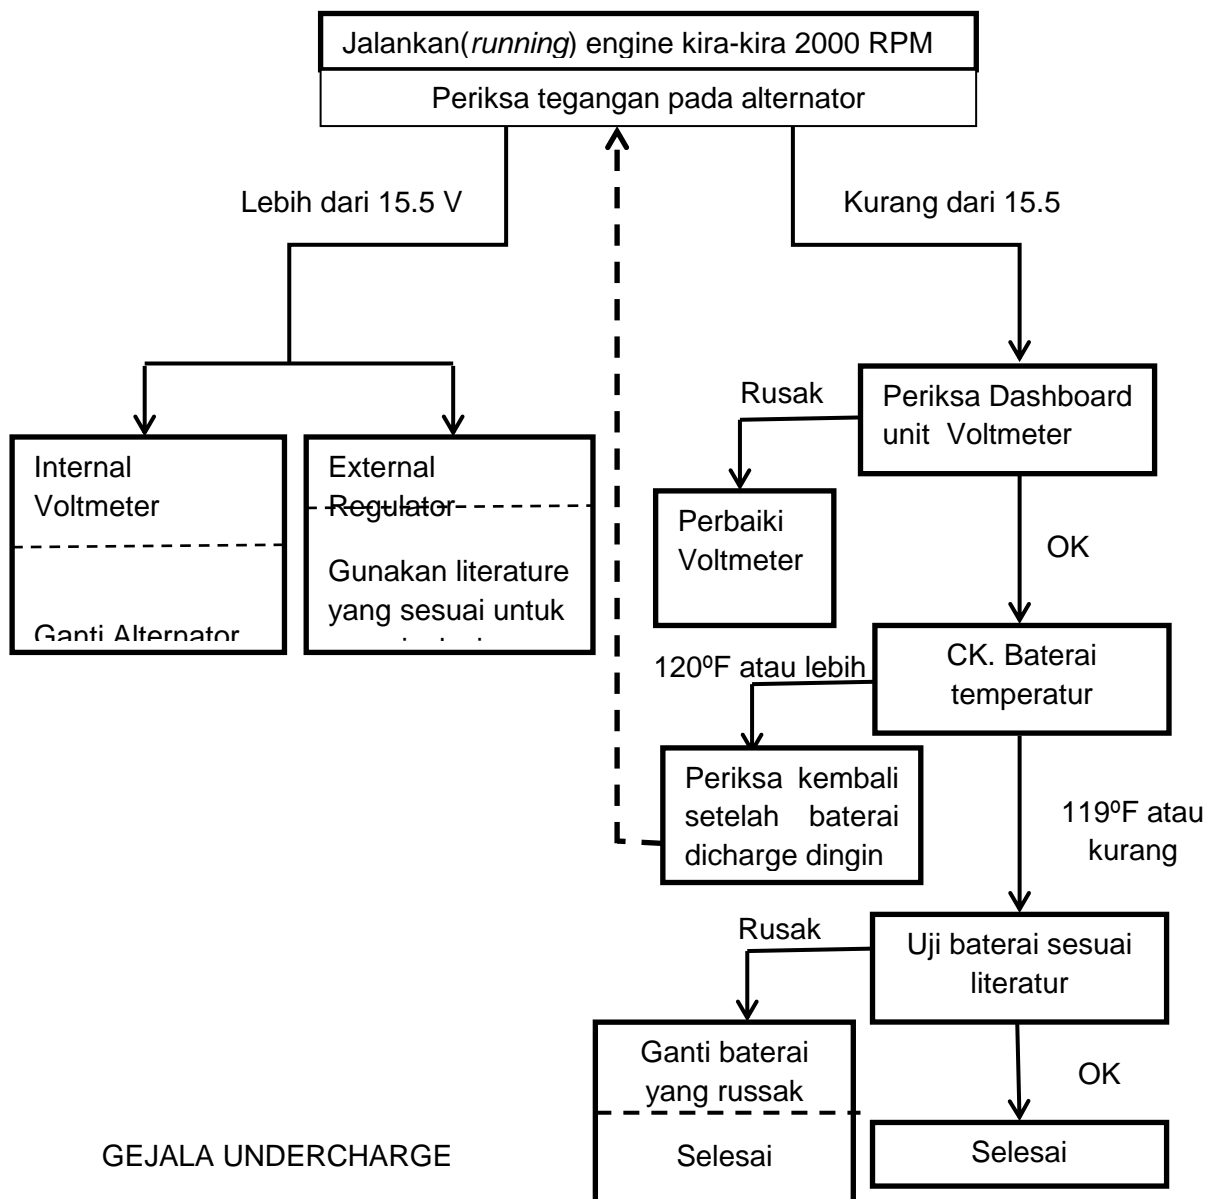 Jalankan(running) engine kira-kira 2000 RPM
Periksa tegangan pada alternator
Lebih dari 15.5 V
Kurang dari 15.5
Rusak
Periksa Dashboard
unit Voltmeter
Internal
Voltmeter
Ganti Alternator
External
Regulator
Gunakan literature
yang sesuai untuk
Perbaiki
Voltmeter
OK
120ºF atau lebih
CK. Baterai
temperatur
Periksa kembali
setelah baterai
dicharge dingin
119ºF atau
kurang
Rusak
Uji baterai sesuai
literatur
Ganti baterai
yang russak
Selesai
OK
Selesai
GEJALA UNDERCHARGE